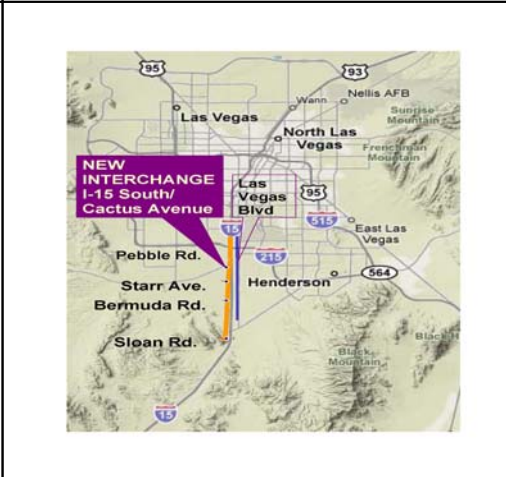 95
93
Nellis AFB
Wann
Las Vegas
Sunrise
Mountain
North Las
Vegas
Frenchman
Mountain
NEW
INTERCHANGE
I-15 South/
Cactus Avenue
Las
Vegas
Blvd
95
15
515
East Las
Vegas
Pebble Rd.
215
Henderson
564
Starr Ave.
Bermuda Rd.
Sloan Rd.
Black
Mountain
Black H
15